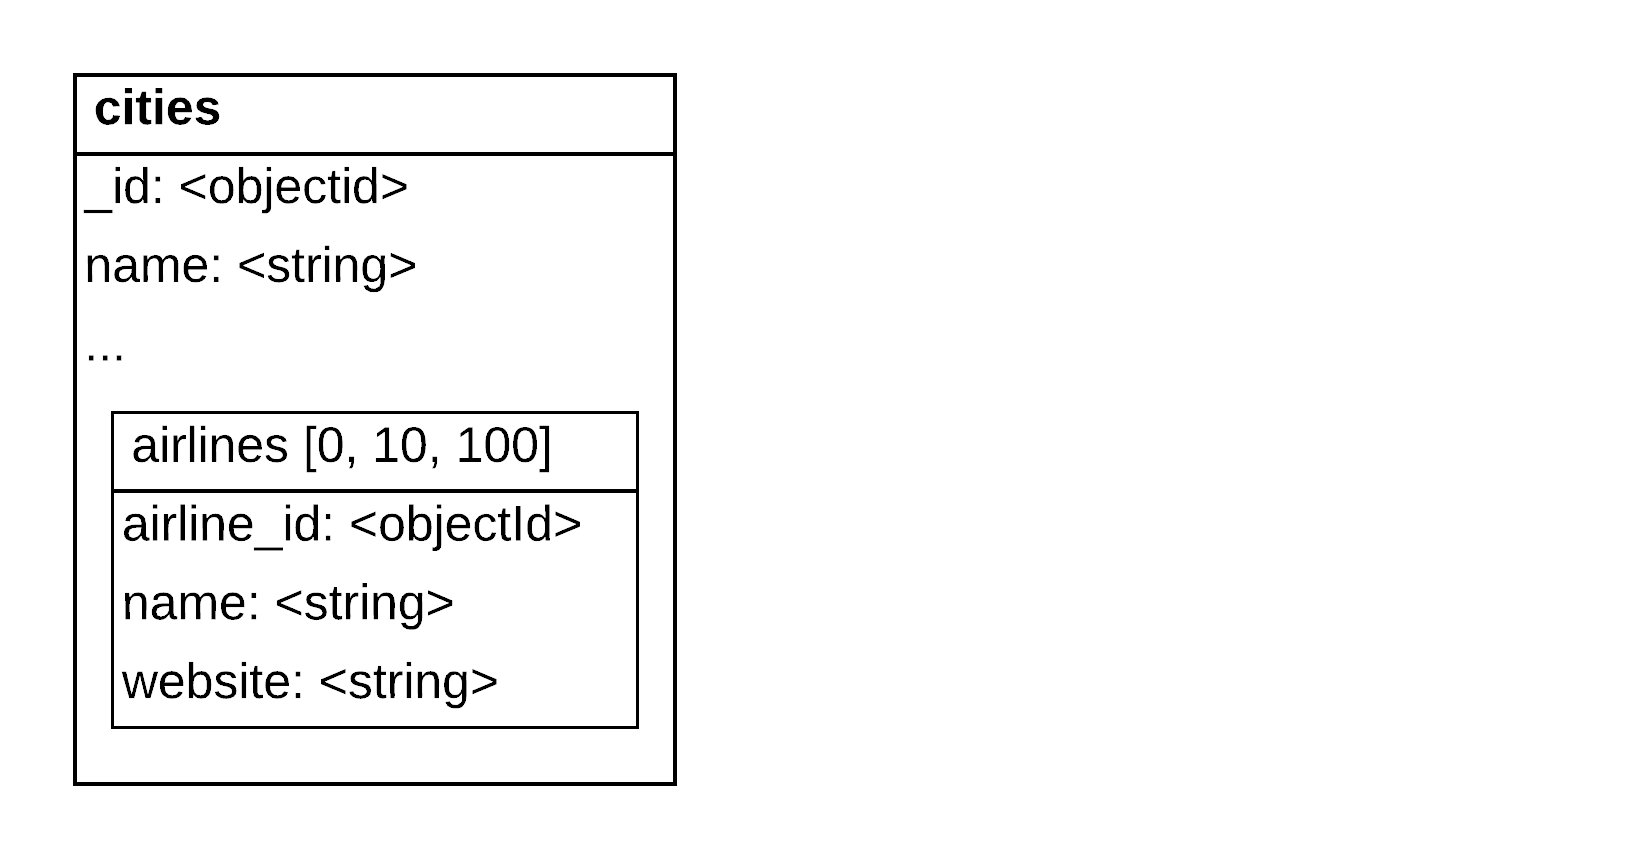 cities
_id: <objectid>
name: <string>
...
airlines [0, 10, 100]
airline_id: <objectId>
name: <string>
website: <string>